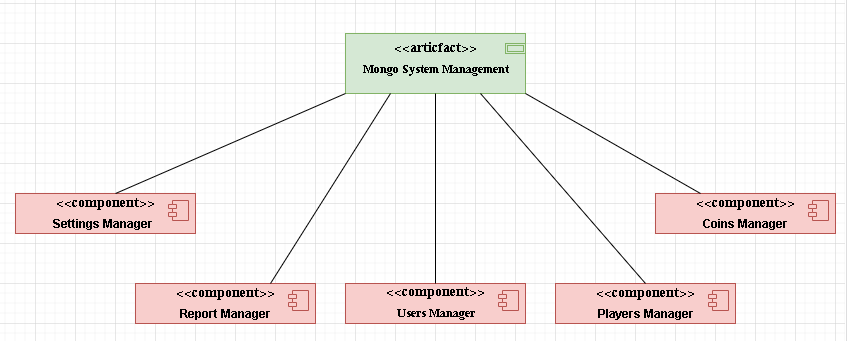 <<articfact>>
Mongo System Management
<<component>>
Settings Manager
<<component>>
Coins Manager
<<component>>
Report Manager
<<component>>
Users Manager
<<component>>
Players Manager